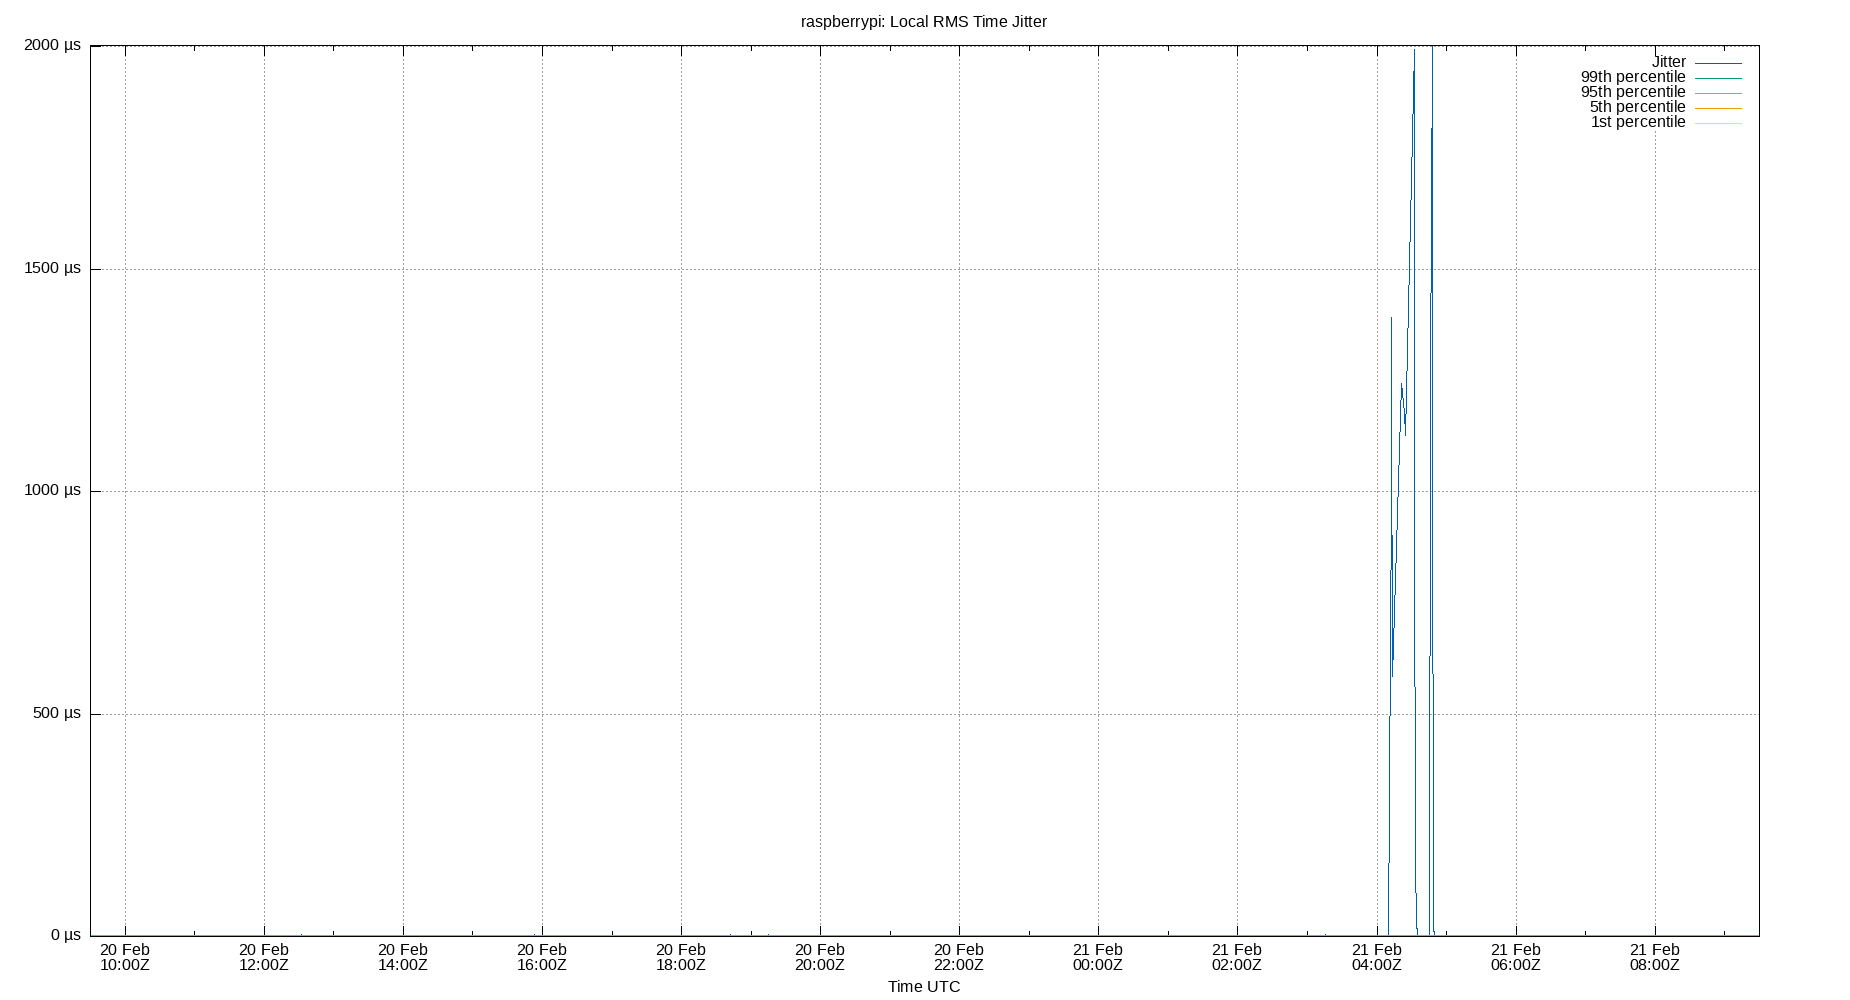 raspberrypi: Local RMS Time Jitter
2000 µs
1500 µs
1000 µs
500 µs
0 µs
Jitter
99th percentile
95th percentile
5th percentile
1st percentile
20 Feb 20 Feb 20 Feb 20 Feb 20 Feb 20 Feb 20 Feb 21 Feb 21 Feb 21 Feb 21 Feb 21 Feb
10:00Z 12:00Z 14:00Z 16:00Z 18:00Z 20:00Z 22:00Z 00:00Z 02:00Z 04:00Z 06:00Z 08:00Z
Time UTC